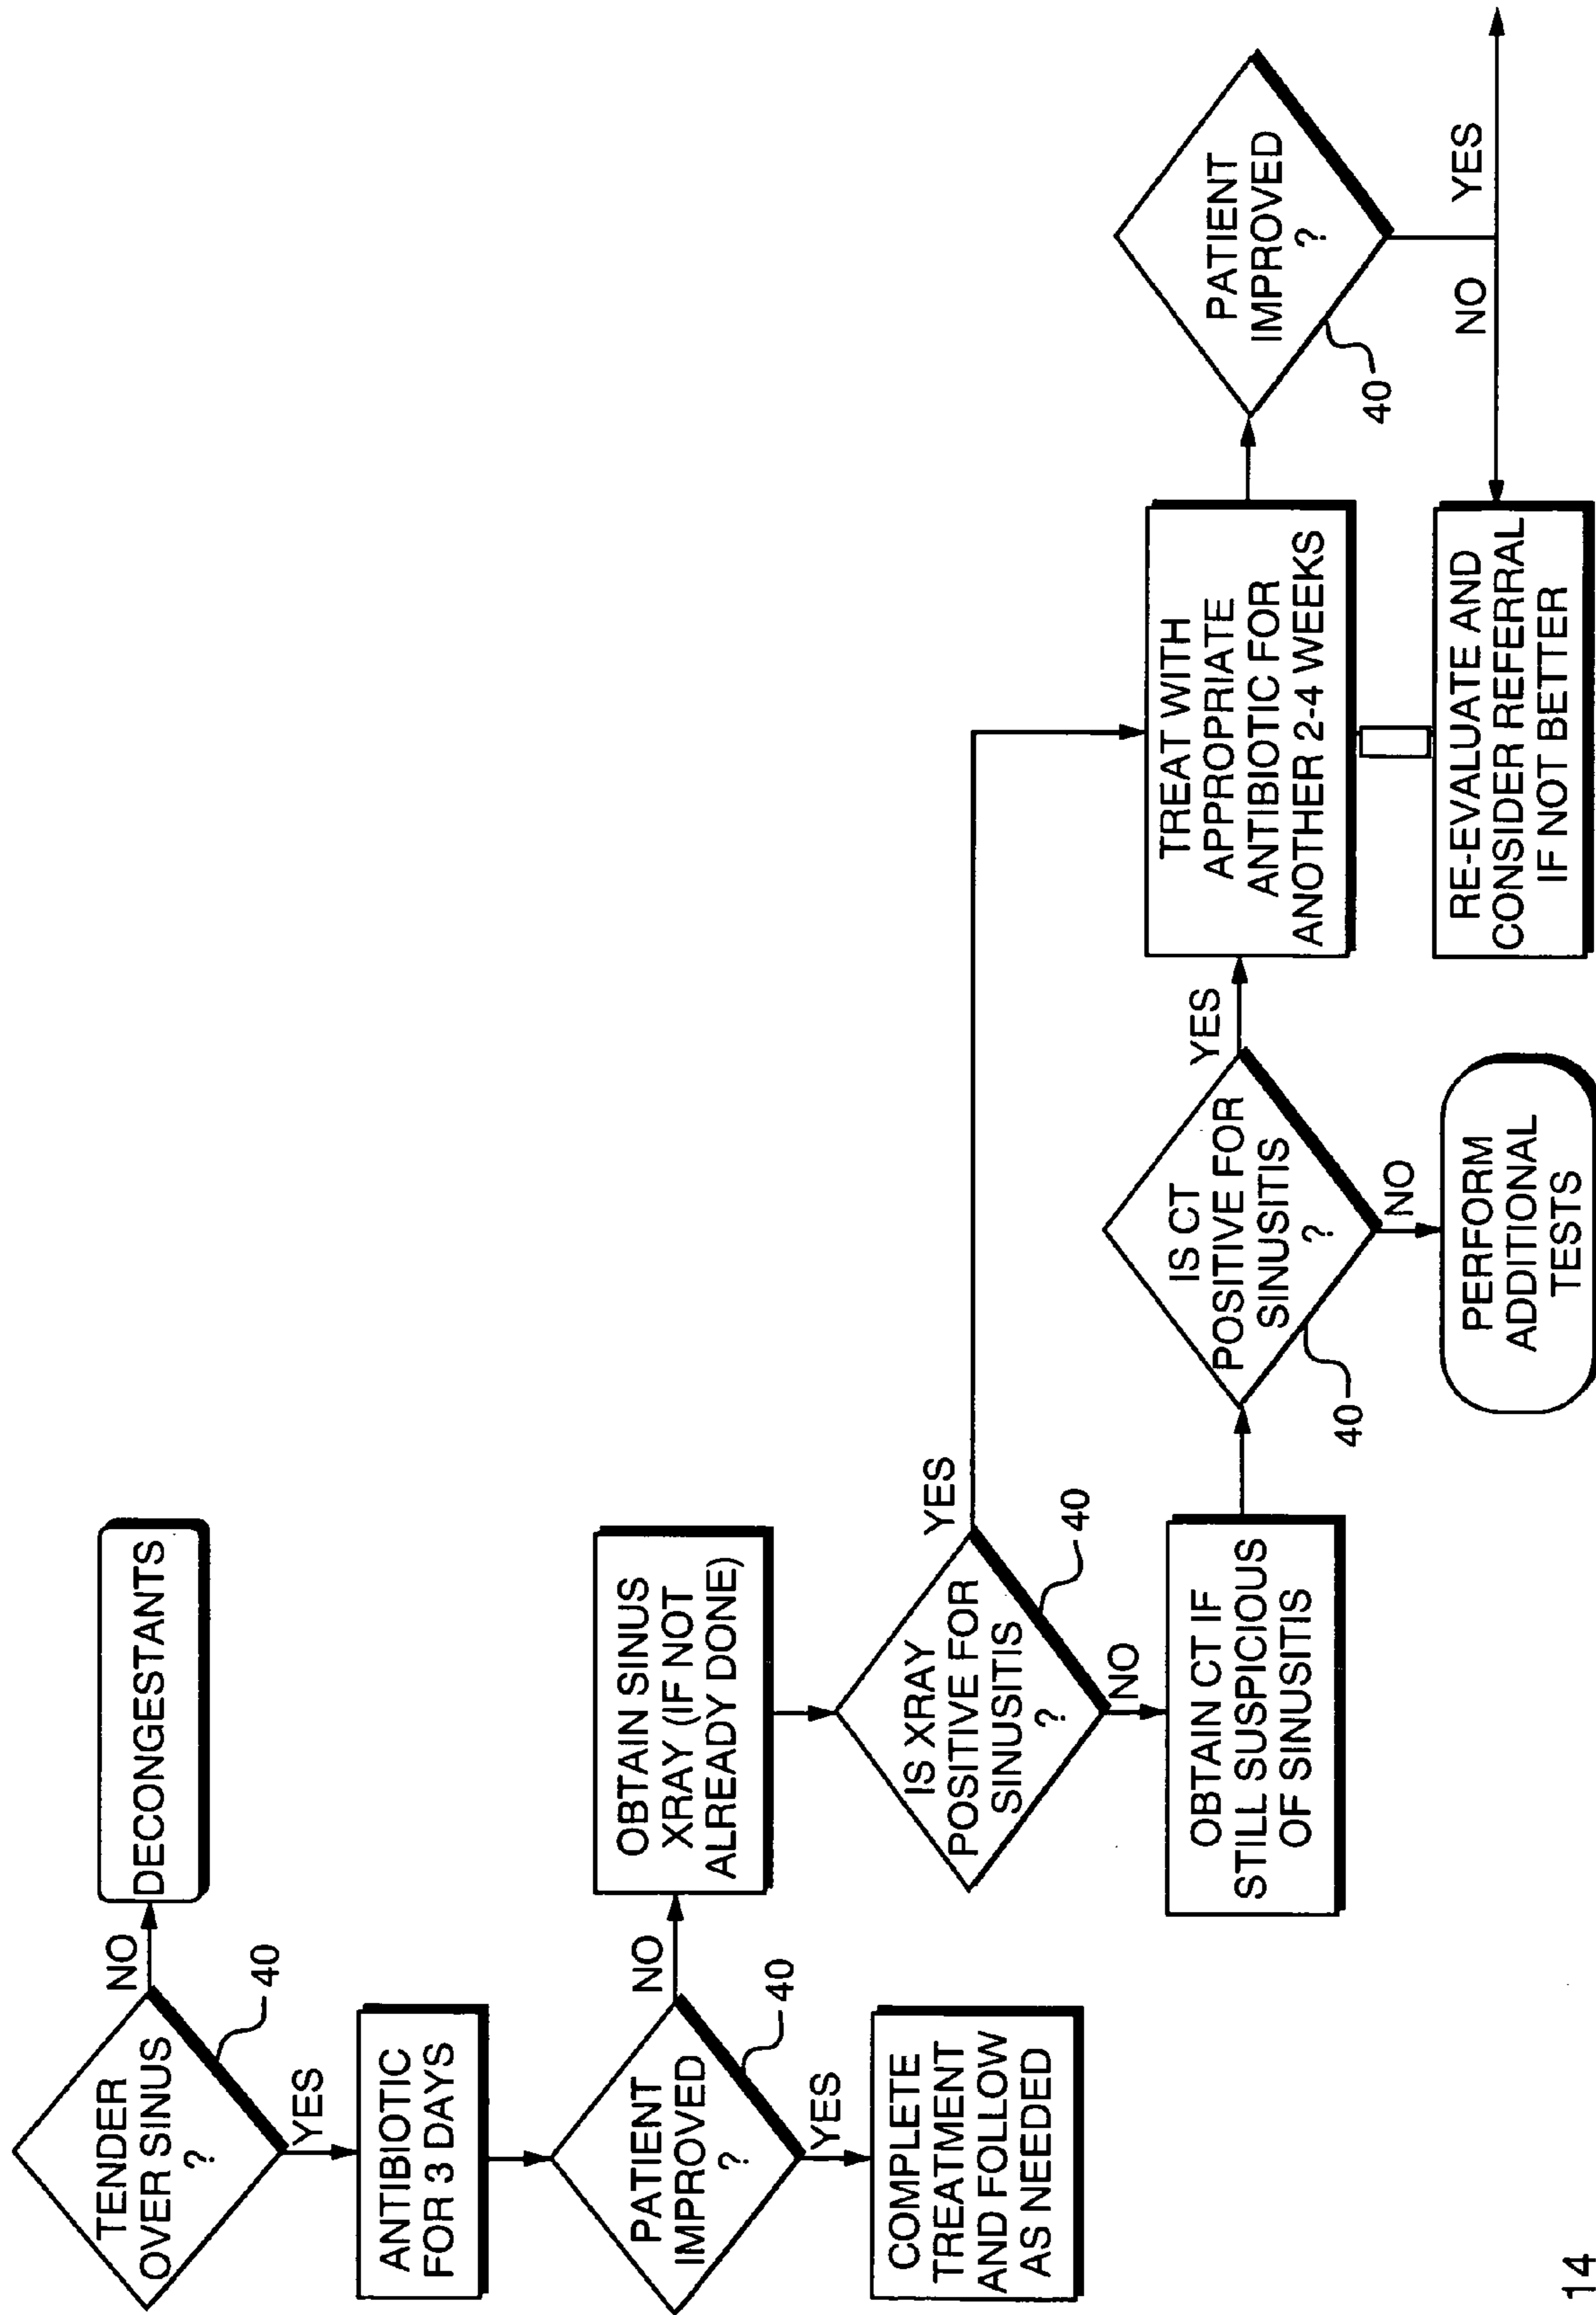 TENDER
OVER SINUS
?
NO
DECONGESTANTS
40
YES
ANTIBIOTIC
FOR 3 DAYS
PATIENT
IMPROVED
?
NO
40
YES
COMPLETE
TREATMENT
AND FOLLOW
AS NEEDED
OBTAIN SINUS
XRAY (IF NOT
ALREADY DONE)
IS XRAY
POSITIVE FOR
SINUSITIS
?
YES
40
NO
OBTAIN CT IF
STILL SUSPICIOUS
OF SINUSITIS
IS CT
POSITIVE FOR
SINUSITIS
?
YES
40
NO
PERFORM
ADDITIONAL
TESTS
TREAT WITH
APPROPRIATE
ANTIBIOTIC FOR
ANOTHER 2-4 WEEKS
PATIENT
IMPROVED
?
40
NO
YES
RE-EVALUATE AND
CONSIDER REFERRAL
IF NOT BETTER
14